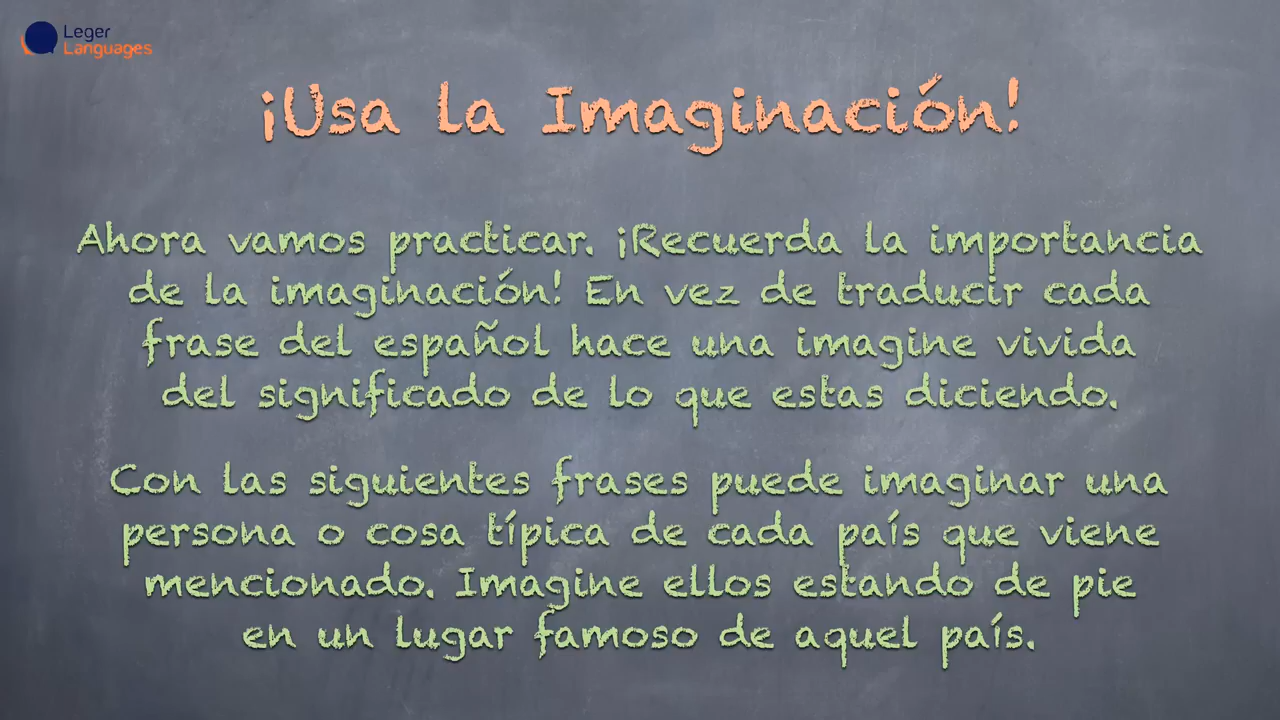 Leger
Languages
¡Usa la Imaginación!
Ahora vamos practicar. ¡Recuerda la importancia
de la imaginación! En vez de traducir cada
frase del español hace una imagine vivida
del significado de lo que estas diciendo.
Con las siguientes frases puede imaginar una
persona o cosa típica de cada país que viene
mencionado. Imagine ellos estando de pie
en un lugar famoso de aquel país.